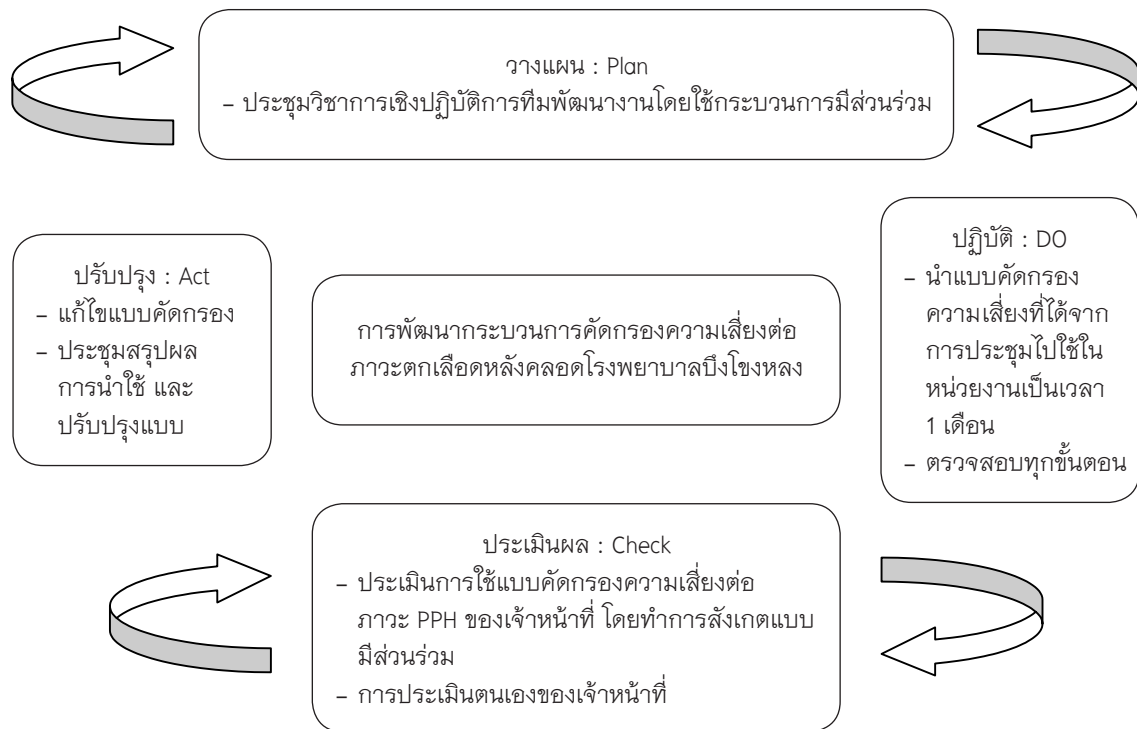 วางแผน : Plan
– ประชุมวิชาการเชิงปฏิบัติการทีมพัฒนางานโดยใช้กระบวนการมีส่วนร่วม
ปรับปรุง : Act
– แก้ไขแบบคัดกรอง
– ประชุมสรุปผล
การนำใช้ และ
ปรับปรุงแบบ
การพัฒนากระบวนการคัดกรองความเสี่ยงต่อ
ภาวะตกเลือดหลังคลอดโรงพยาบาลบึงโขงหลง
ปฏิบัติ : DO
– นำแบบคัดกรอง
ความเสี่ยงที่ได้จาก
การประชุมไปใช้ใน
หน่วยงานเป็นเวลา
1 เดือน
– ตรวจสอบทุกขั้นตอน
ประเมินผล : Check
– ประเมินการใช้แบบคัดกรองความเสี่ยงต่อ
ภาวะ PPH ของเจ้าหน้าที่ โดยทำการสังเกตแบบ
มีส่วนร่วม
– การประเมินตนเองของเจ้าหน้าที่